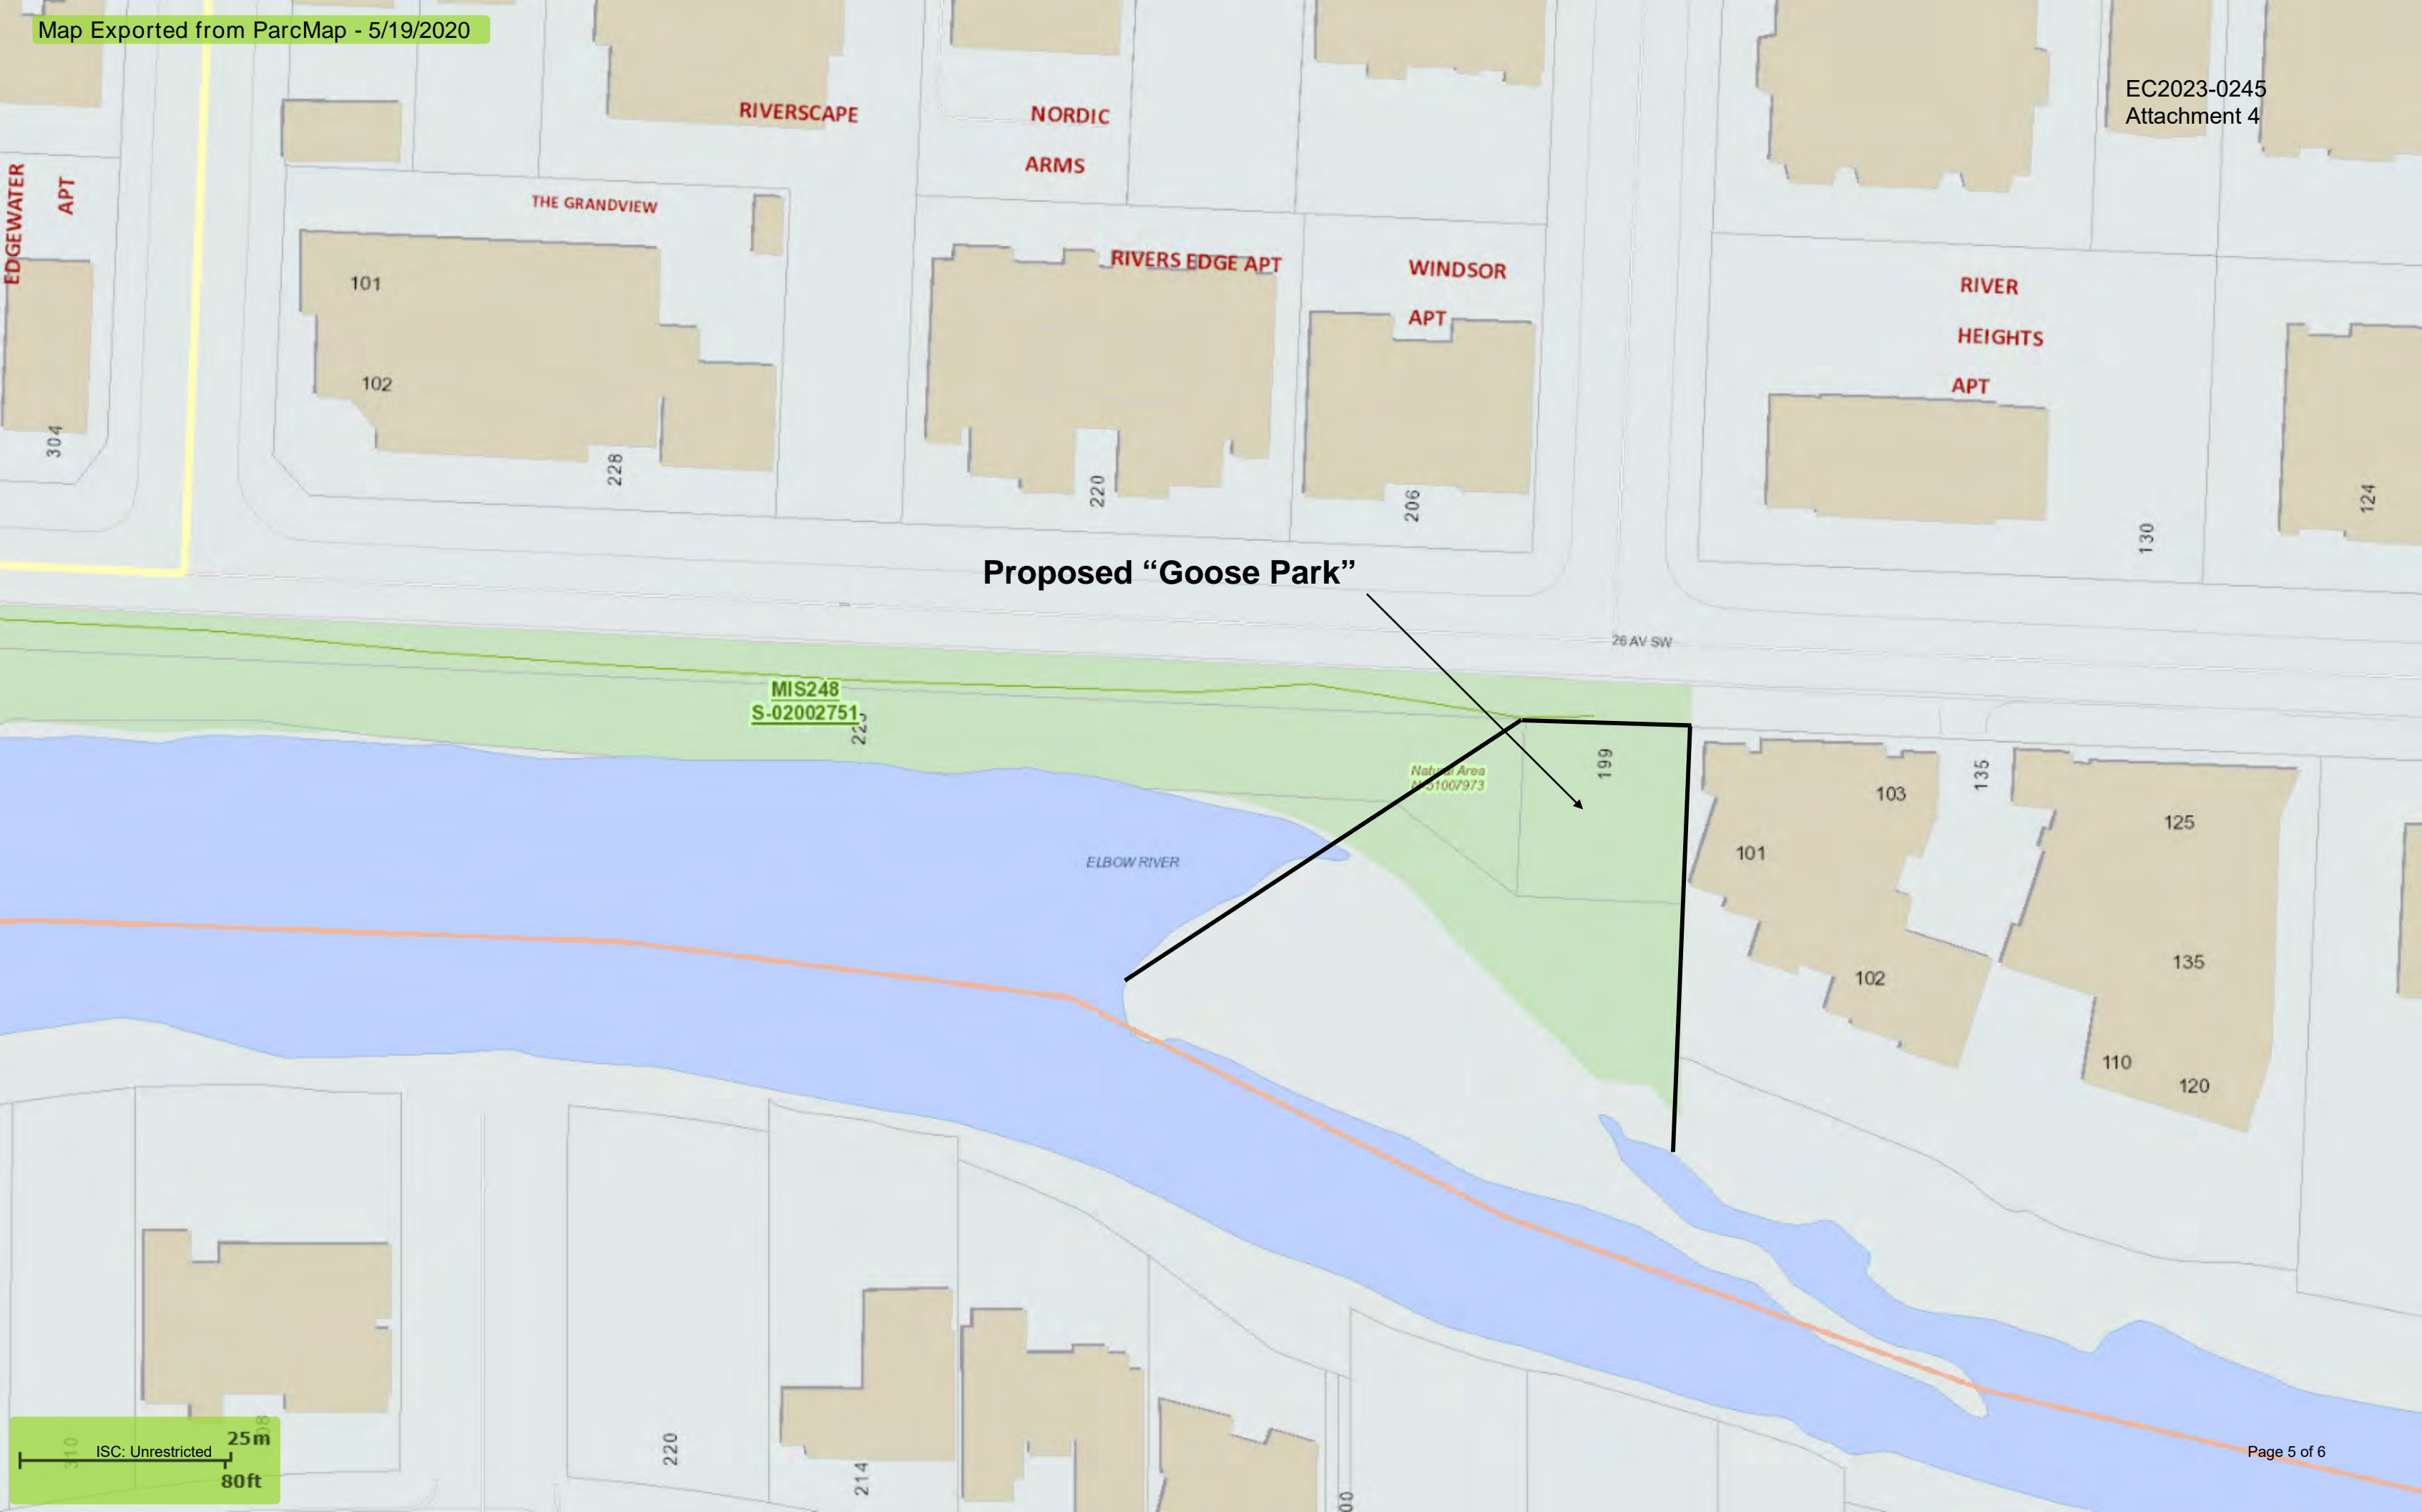 Map Exported from ParcMap - 5/19/2020
EC2023-0245
Attachment 4
RIVERSCAPE
NORDIC
ARMS
EDGEWATER
APT
THE GRANDVIEW
RIVERS EDGE APT
WINDSOR
APT
RIVER
HEIGHTS
APT
101
102
304
228
220
206
130
124
Proposed “Goose Park”
26 AV SW
MIS248
S-02002751
Natural Area
199
103
135
101
125
ELBOW RIVER
102
135
110
120
220
214
310
25m
ISC: Unrestricted
80ft
Page 5 of 6